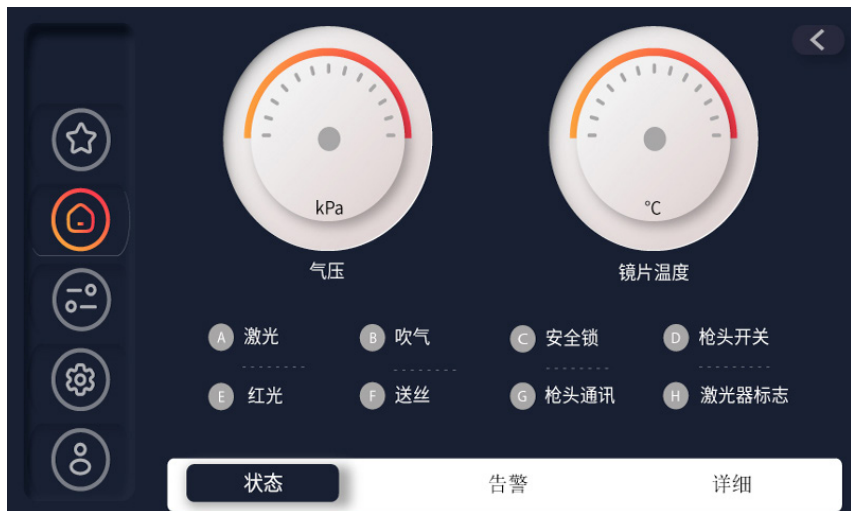 kPa
°C
气压
镜片温度
A 激光
B 吹气
C 安全锁
D 枪头开关
E 红光
F 送丝
G 枪头通讯
H 激光器标志
状态
告警
详细